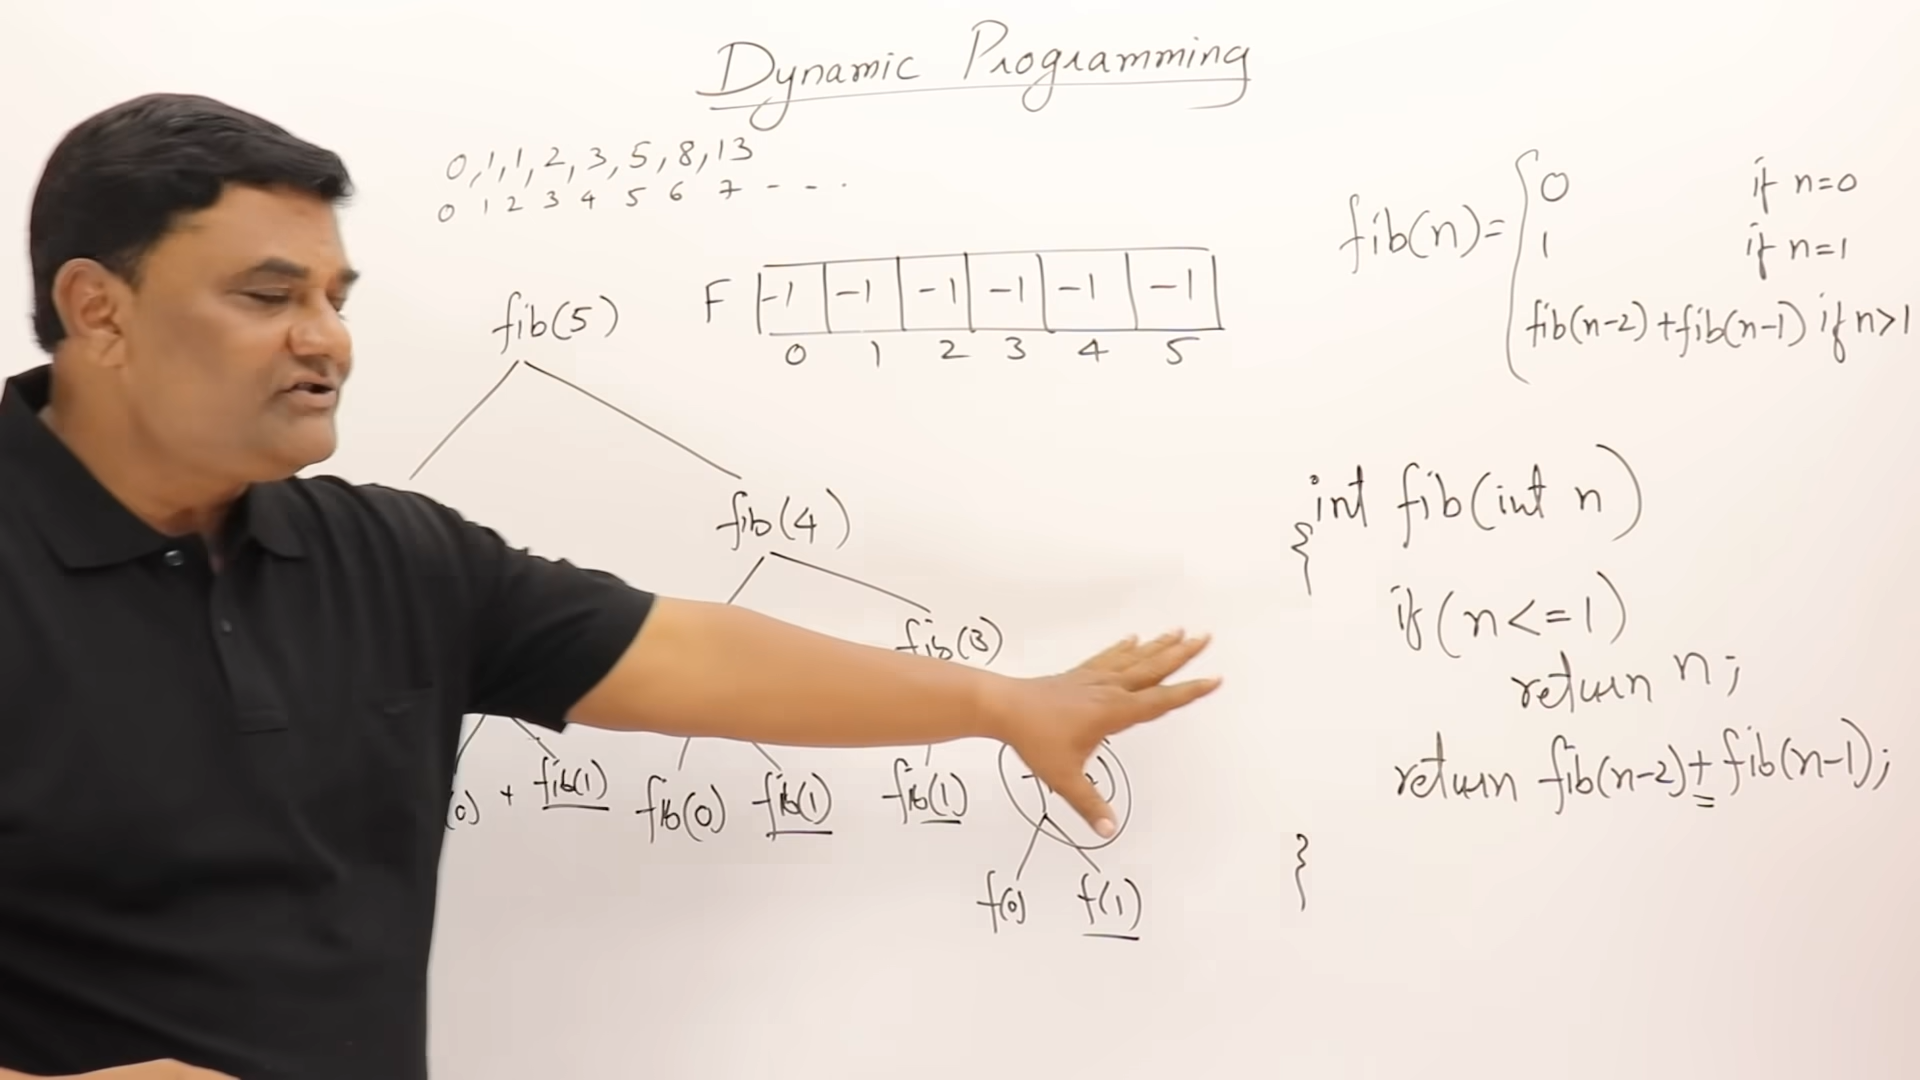 Dynamic Programming
0,1,1,2,3,5,8,13
0 1 2 3 4 5 6 7 - - .
fib(n)= { 0 if n=0
1 if n=1
fib(n-2)+fib(n-1) if n>1
F -1 -1 -1 -1 -1 -1
0 1 2 3 4 5
fib(5)
fib(4)
fib(3)
(0) + fib(1) fib(0) fib(1) fib(1)
f(0) f(1)
int fib(int n)
{
if(n<=1)
return n;
return fib(n-2)+fib(n-1);
}